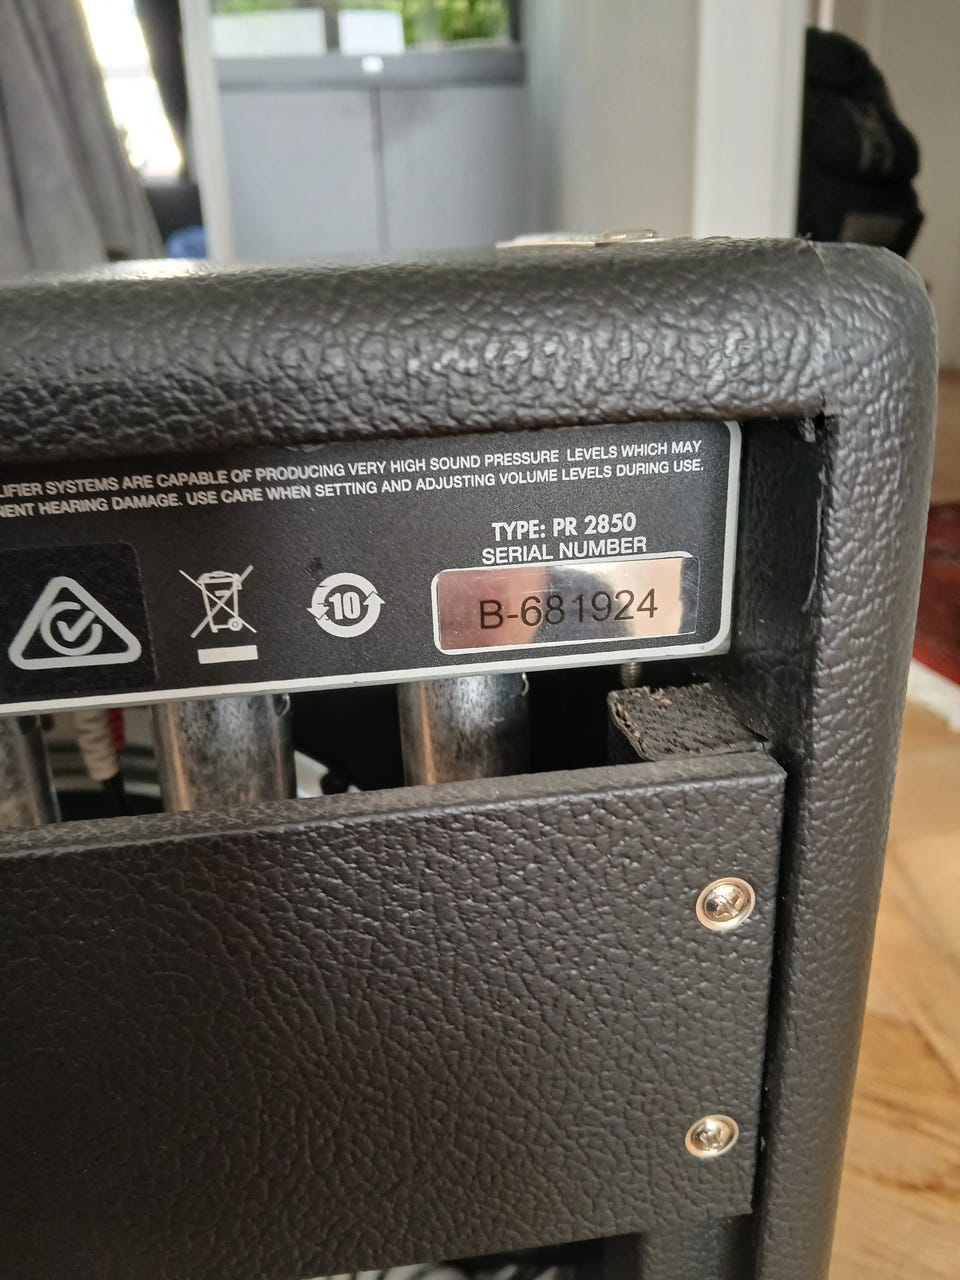 LIFIER SYSTEMS ARE CAPABLE OF PRODUCING VERY HIGH SOUND PRESSURE LEVELS WHICH MAY
NENT HEARING DAMAGE. USE CARE WHEN SETTING AND ADJUSTING VOLUME LEVELS DURING USE.
TYPE: PR 2850
SERIAL NUMBER
10
B-681924